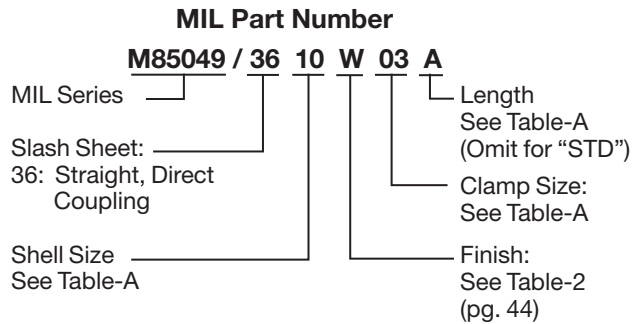 MIL Part Number
M85049 / 36 10 W 03 A
MIL Series
Slash Sheet:
36: Straight, Direct
Coupling
Shell Size
See Table-A
Length
See Table-A
(Omit for “STD”)
Clamp Size:
See Table-A
Finish:
See Table-2
(pg. 44)